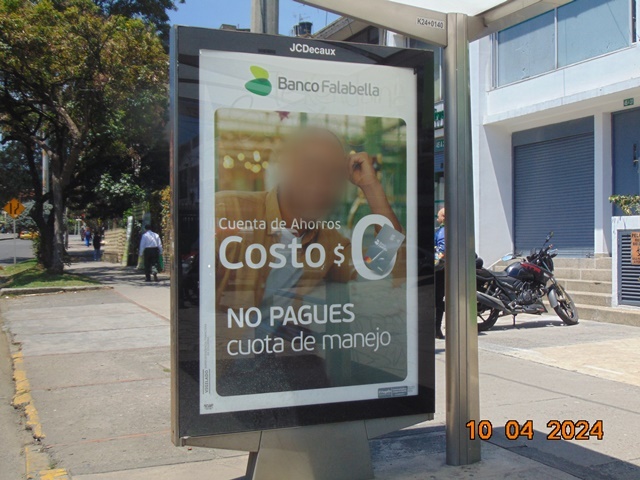 K24+0140
JCDecaux
Banco Falabella
Cuenta de Ahorros
Costo $0
NO PAGUES
cuota de manejo
10 04 2024